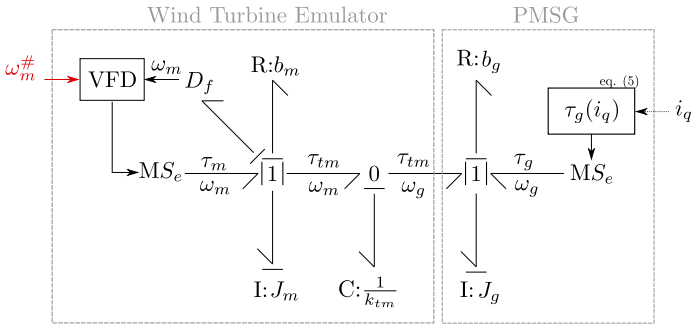 Wind Turbine Emulator
PMSG
ω_m^#
VFD
ω_m
D_f
R:b_m
R:b_g
eq. (5)
τ_g(i_q)
i_q
MS_e
τ_m
ω_m
|1|
τ_tm
ω_m
0
τ_tm
ω_g
|1|
τ_g
ω_g
MS_e
I:J_m
C:1/k_tm
I:J_g